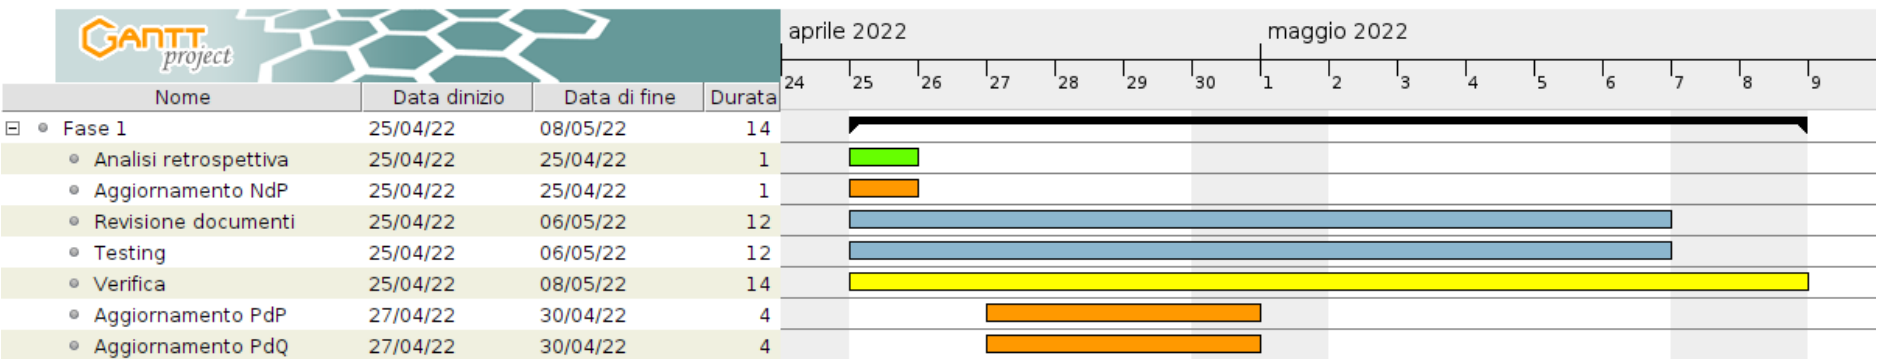 GANTT
project
aprile 2022 maggio 2022
24 25 26 27 28 29 30 1 2 3 4 5 6 7 8 9
Nome Data dinizio Data di fine Durata
Fase 1 25/04/22 08/05/22 14
Analisi retrospettiva 25/04/22 25/04/22 1
Aggiornamento NdP 25/04/22 25/04/22 1
Revisione documenti 25/04/22 06/05/22 12
Testing 25/04/22 06/05/22 12
Verifica 25/04/22 08/05/22 14
Aggiornamento PdP 27/04/22 30/04/22 4
Aggiornamento PdQ 27/04/22 30/04/22 4